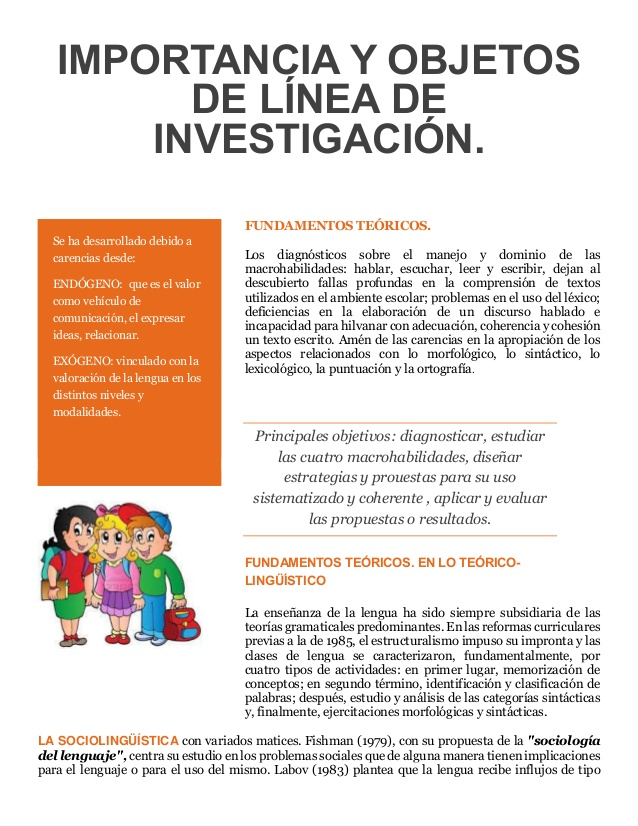 IMPORTANCIA Y OBJETOS
DE LÍNEA DE
INVESTIGACIÓN.
Se ha desarrollado debido a
carencias desde:
ENDÓGENO: que es el valor
como vehículo de
comunicación, el expresar
ideas, relacionar.
EXÓGENO: vinculado con la
valoración de la lengua en los
distintos niveles y
modalidades.
FUNDAMENTOS TEÓRICOS.
Los diagnósticos sobre el manejo y dominio de las
macrohabilidades: hablar, escuchar, leer y escribir, dejan al
descubierto fallas profundas en la comprensión de textos
utilizados en el ambiente escolar; problemas en el uso del léxico;
deficiencias en la elaboración de un discurso hablado e
incapacidad para hilvanar con adecuación, coherencia y cohesión
un texto escrito. Amén de las carencias en la apropiación de los
aspectos relacionados con lo morfológico, lo sintáctico, lo
lexicológico, la puntuación y la ortografía.
Principales objetivos: diagnosticar, estudiar
las cuatro macrohabilidades, diseñar
estrategias y prouestas para su uso
sistematizado y coherente , aplicar y evaluar
las propuestas o resultados.
FUNDAMENTOS TEÓRICOS. EN LO TEÓRICO-
LINGÜÍSTICO
La enseñanza de la lengua ha sido siempre subsidiaria de las
teorías gramaticales predominantes. En las reformas curriculares
previas a la de 1985, el estructuralismo impuso su impronta y las
clases de lengua se caracterizaron, fundamentalmente, por
cuatro tipos de actividades: en primer lugar, memorización de
conceptos; en segundo término, identificación y clasificación de
palabras; después, estudio y análisis de las categorías sintácticas
y, finalmente, ejercitaciones morfológicas y sintácticas.
LA SOCIOLINGÜÍSTICA con variados matices. Fishman (1979), con su propuesta de la "sociología
del lenguaje", centra su estudio en los problemas sociales que de alguna manera tienen implicaciones
para el lenguaje o para el uso del mismo. Labov (1983) plantea que la lengua recibe influjos de tipo